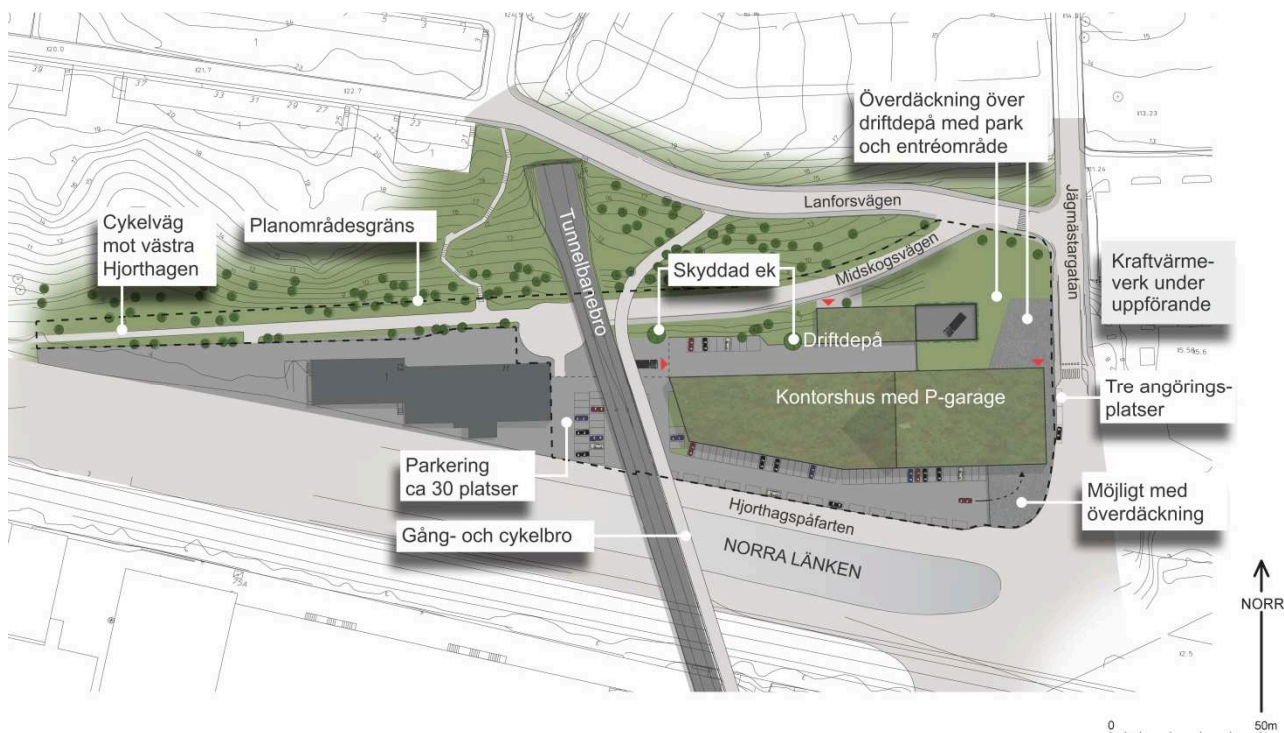 Överdäckning över
driftdepå med park
och entréområde
Cykelväg
mot västra
Hjorthagen
Planområdesgräns
Tunnelbanebro
Lanforsvägen
Midskogsvägen
Jägmästargatan
Skyddad ek
Kraftvärme-
verk under
uppförande
Driftdepå
Kontorshus med P-garage
Tre angörings-
platser
Parkering
ca 30 platser
Möjligt med
överdäckning
Hjorthagspåfarten
Gång- och cykelbro
NORRA LÄNKEN
NORR
0 50m